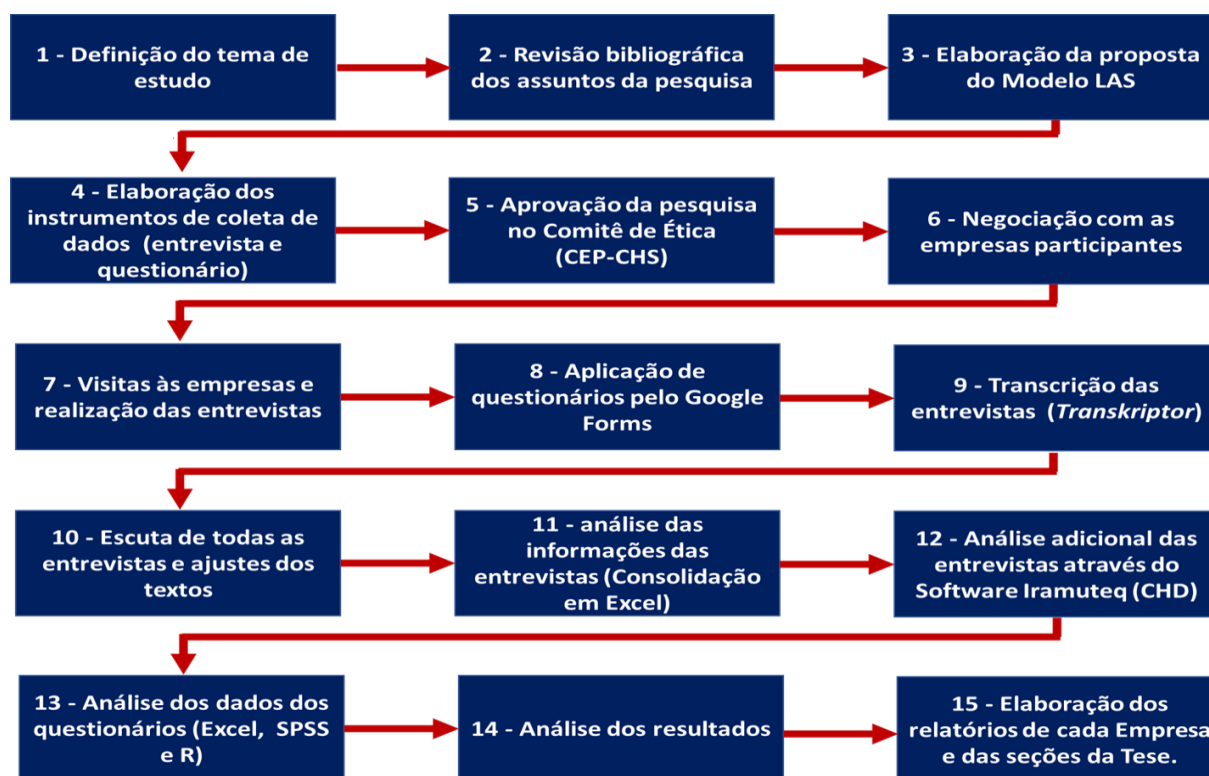 1 - Definição do tema de
estudo
2 - Revisão bibliográfica
dos assuntos da pesquisa
3 - Elaboração da proposta
do Modelo LAS
4 - Elaboração dos
instrumentos de coleta de
dados (entrevista e
questionário)
5 - Aprovação da pesquisa
no Comitê de Ética
(CEP-CHS)
6 - Negociação com as
empresas participantes
7 - Visitas às empresas e
realização das entrevistas
8 - Aplicação de
questionários pelo Google
Forms
9 - Transcrição das
entrevistas (Transkriptor)
10 - Escuta de todas as
entrevistas e ajustes dos
textos
11 - análise das
informações das
entrevistas (Consolidação
em Excel)
12 - Análise adicional das
entrevistas através do
Software Iramuteq (CHD)
13 - Análise dos dados dos
questionários (Excel, SPSS
e R)
14 - Análise dos resultados
15 - Elaboração dos
relatórios de cada Empresa
e das seções da Tese.